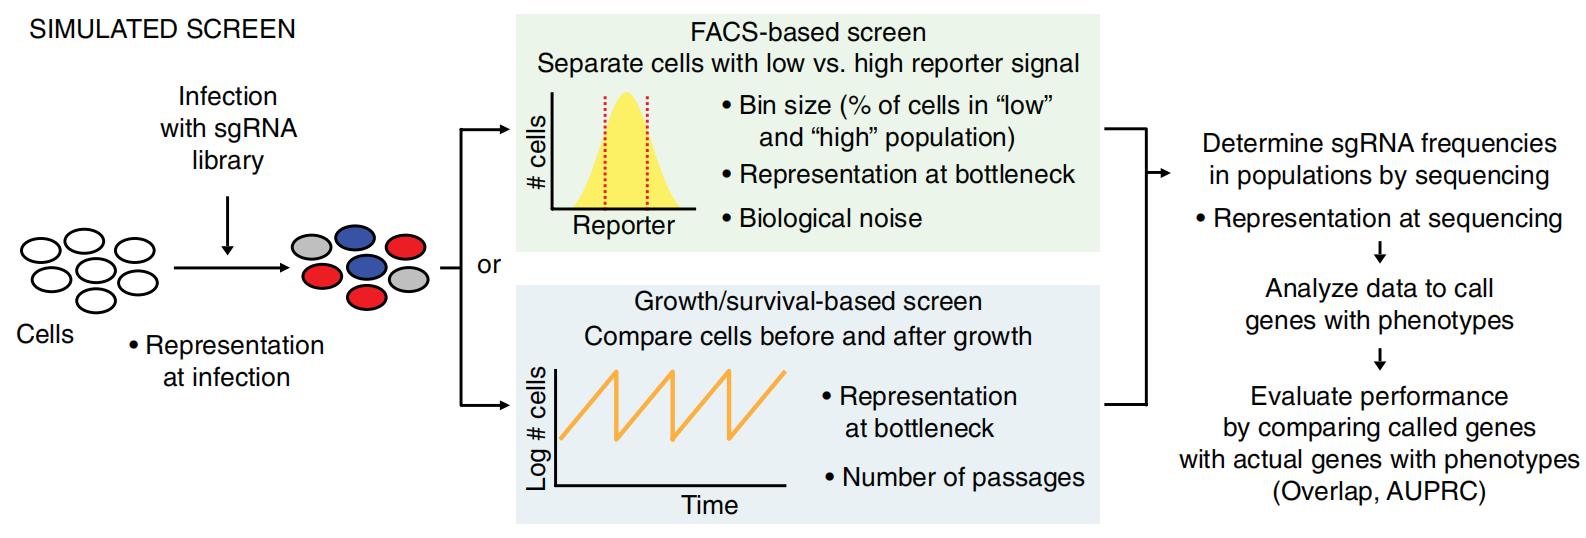 SIMULATED SCREEN
Infection
with sgRNA
library
Cells
• Representation
at infection
or
FACS-based screen
Separate cells with low vs. high reporter signal
# cells
Reporter
• Bin size (% of cells in “low”
and “high” population)
• Representation at bottleneck
• Biological noise
Growth/survival-based screen
Compare cells before and after growth
Log # cells
Time
• Representation
at bottleneck
• Number of passages
Determine sgRNA frequencies
in populations by sequencing
• Representation at sequencing
Analyze data to call
genes with phenotypes
Evaluate performance
by comparing called genes
with actual genes with phenotypes
(Overlap, AUPRC)